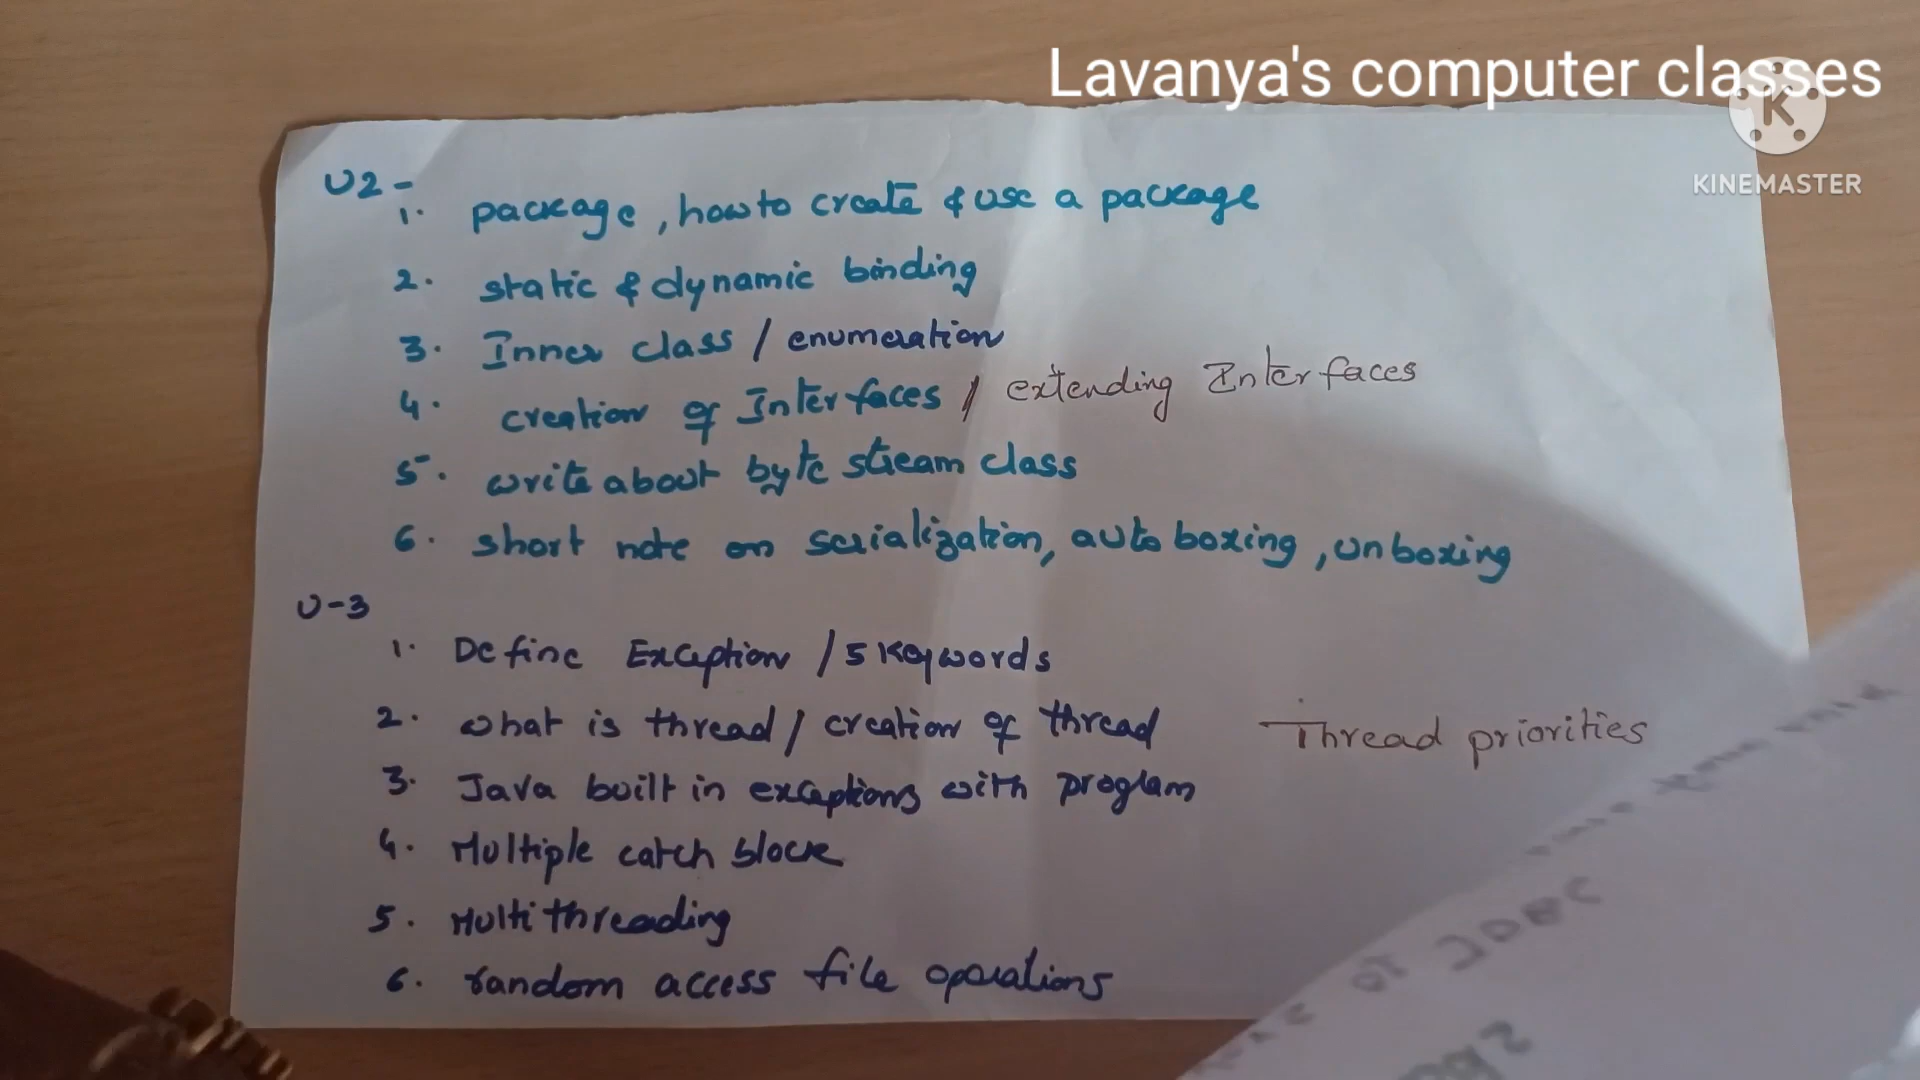 Lavanya's computer classes
K
KINEMASTER
U2 -
1. package, how to create & use a package
2. static & dynamic binding
3. Inner class / enumeration
4. creation of Interfaces / extending Interfaces
5. write about byte stream class
6. short note on serialization, auto boxing, unboxing
U-3
1. Define Exception / 5 Keywords
2. what is thread / creation of thread Thread priorities
3. Java built in exceptions with program
4. Multiple catch block
5. Multi threading
6. random access file operations
JDBC